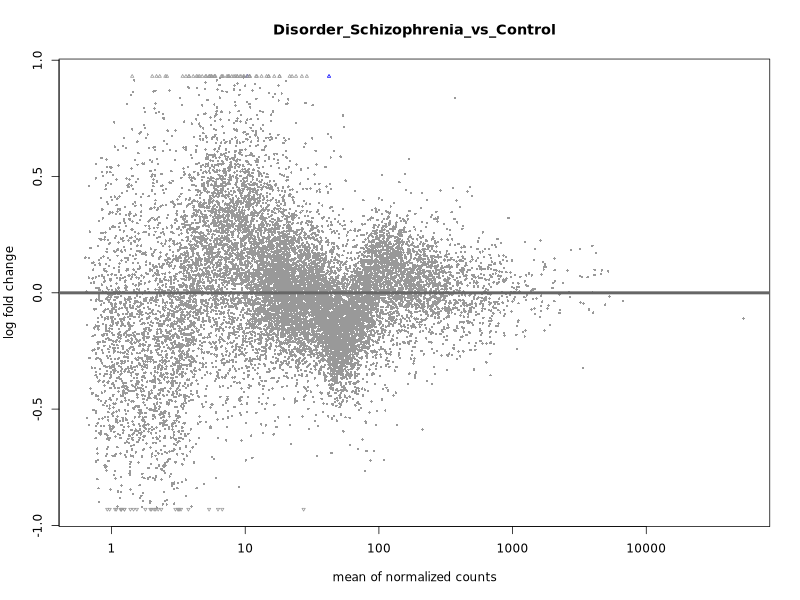 Disorder_Schizophrenia_vs_Control
1.0
0.5
0.0
-0.5
-1.0
log fold change
1 10 100 1000 10000
mean of normalized counts